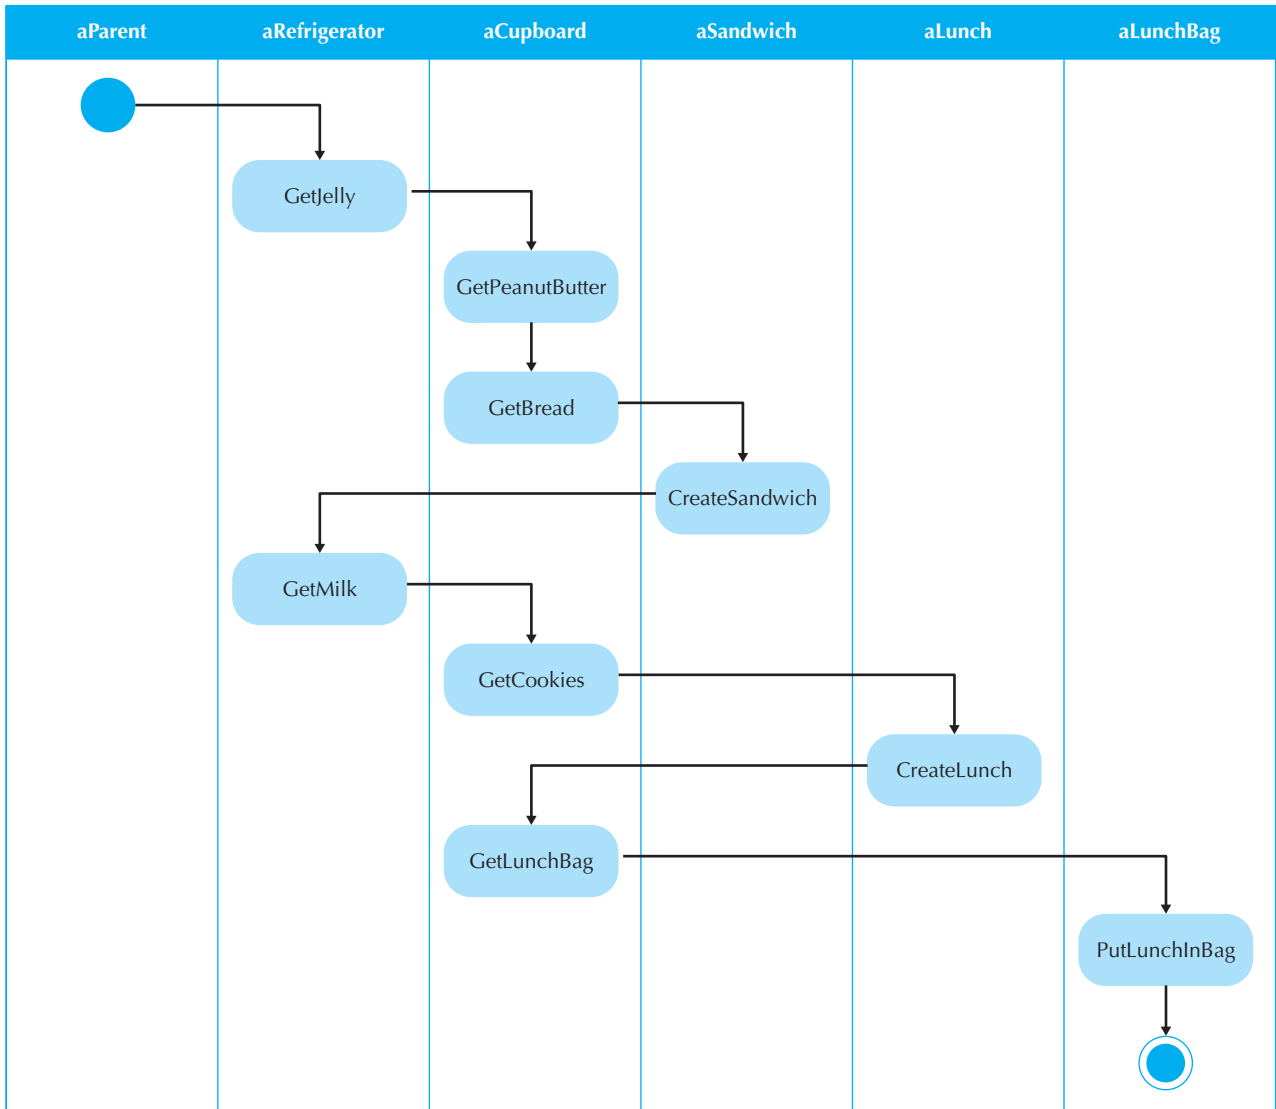 aParent aRefrigerator aCupboard aSandwich aLunch aLunchBag
GetJelly
GetPeanutButter
GetBread
CreateSandwich
GetMilk
GetCookies
CreateLunch
GetLunchBag
PutLunchInBag